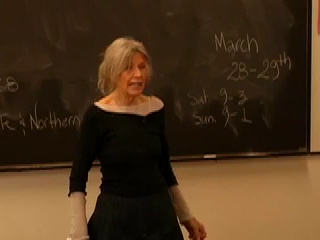 & Northern
March
28-29th
Sat. 9-3
Sun. 9-1